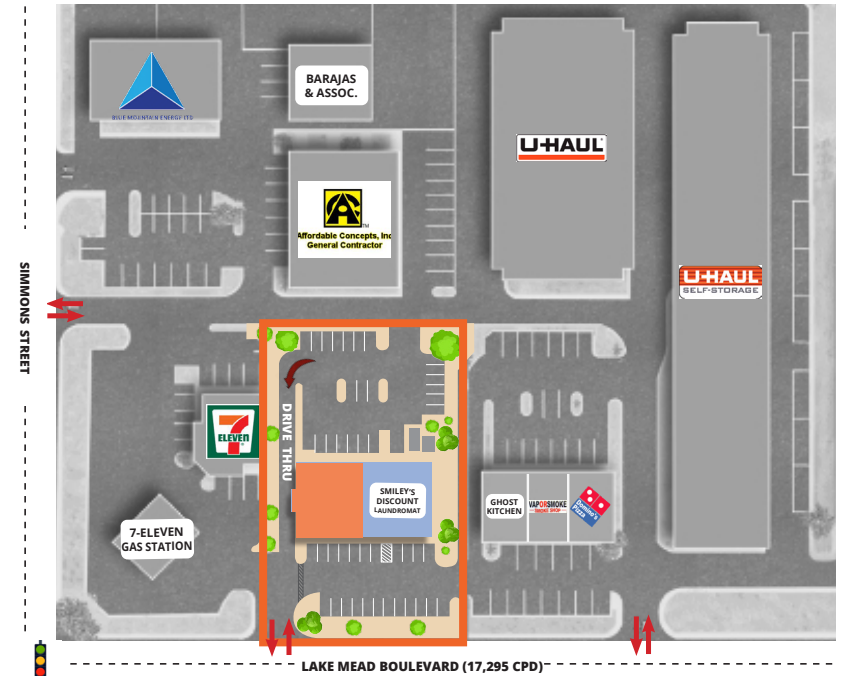 BLUE MOUNTAIN ENERGY LTD
BARAJAS
& ASSOC.
U-HAUL
Affordable Concepts, Inc
TM
General Contractor
U-HAUL
SELF-STORAGE
SIMMONS STREET
7
ELEVEN
DRIVE THRU
SMILEY'S
DISCOUNT
LAUNDROMAT
GHOST
KITCHEN
VAPORSMOKE
Domino's
Pizza
7-ELEVEN
GAS STATION
LAKE MEAD BOULEVARD (17,295 CPD)